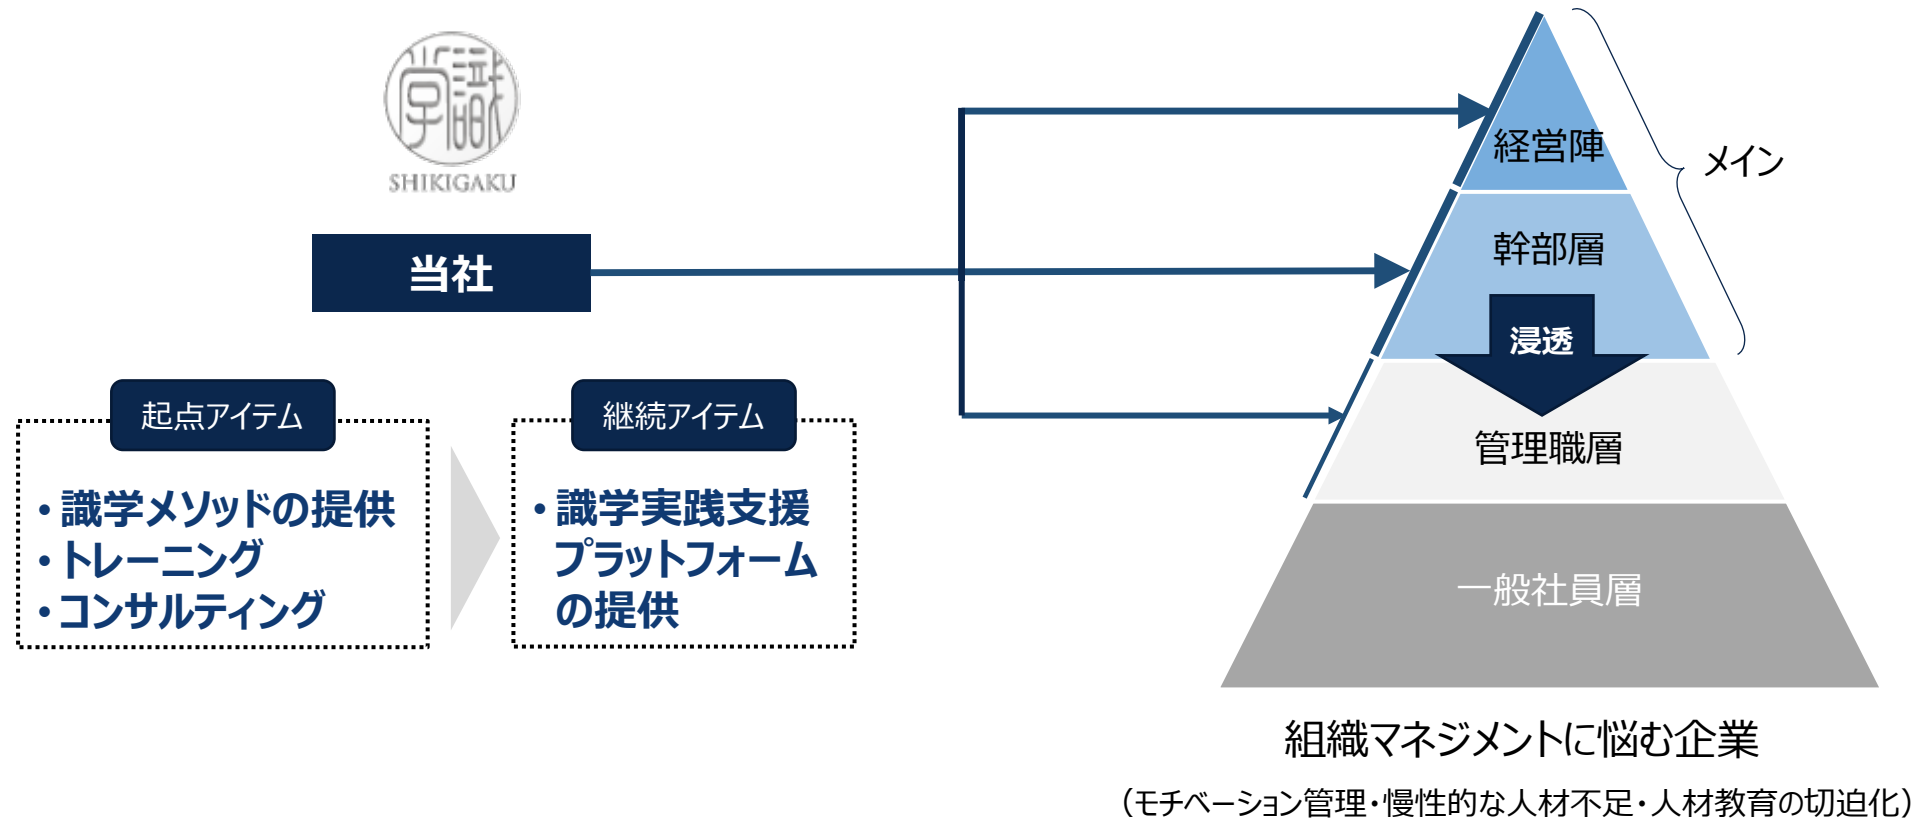 学識
SHIKIGAKU
当社
起点アイテム
・識学メソッドの提供
・トレーニング
・コンサルティング
継続アイテム
・識学実践支援
プラットフォーム
の提供
経営陣
幹部層
浸透
管理職層
一般社員層
メイン
組織マネジメントに悩む企業
（モチベーション管理・慢性的な人材不足・人材教育の切迫化）